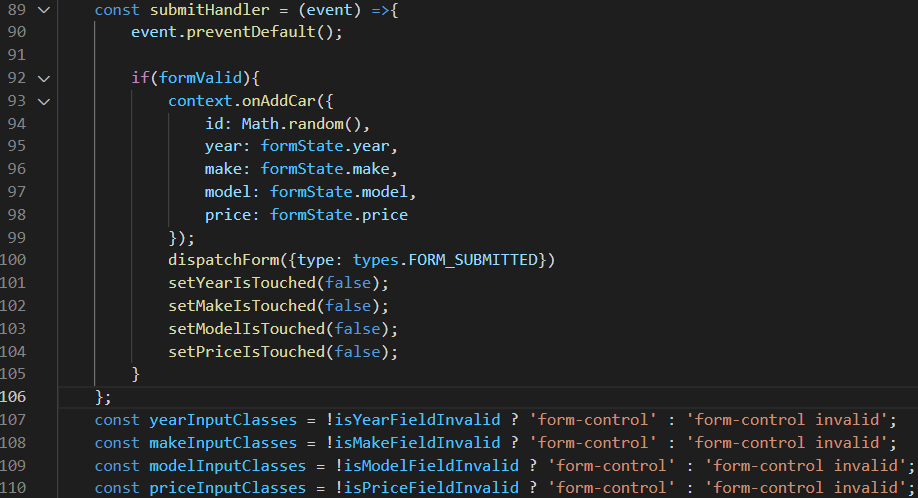 89 const submitHandler = (event) =>{
90 event.preventDefault();
91
92 if(formValid){
93 context.onAddCar({
94 id: Math.random(),
95 year: formState.year,
96 make: formState.make,
97 model: formState.model,
98 price: formState.price
99 });
100 dispatchForm({type: types.FORM_SUBMITTED})
101 setYearIsTouched(false);
102 setMakeIsTouched(false);
103 setModelIsTouched(false);
104 setPriceIsTouched(false);
105 }
106 };
107 const yearInputClasses = !isYearFieldInvalid ? 'form-control' : 'form-control invalid';
108 const makeInputClasses = !isMakeFieldInvalid ? 'form-control' : 'form-control invalid';
109 const modelInputClasses = !isModelFieldInvalid ? 'form-control' : 'form-control invalid';
110 const priceInputClasses = !isPriceFieldInvalid ? 'form-control' : 'form-control invalid';